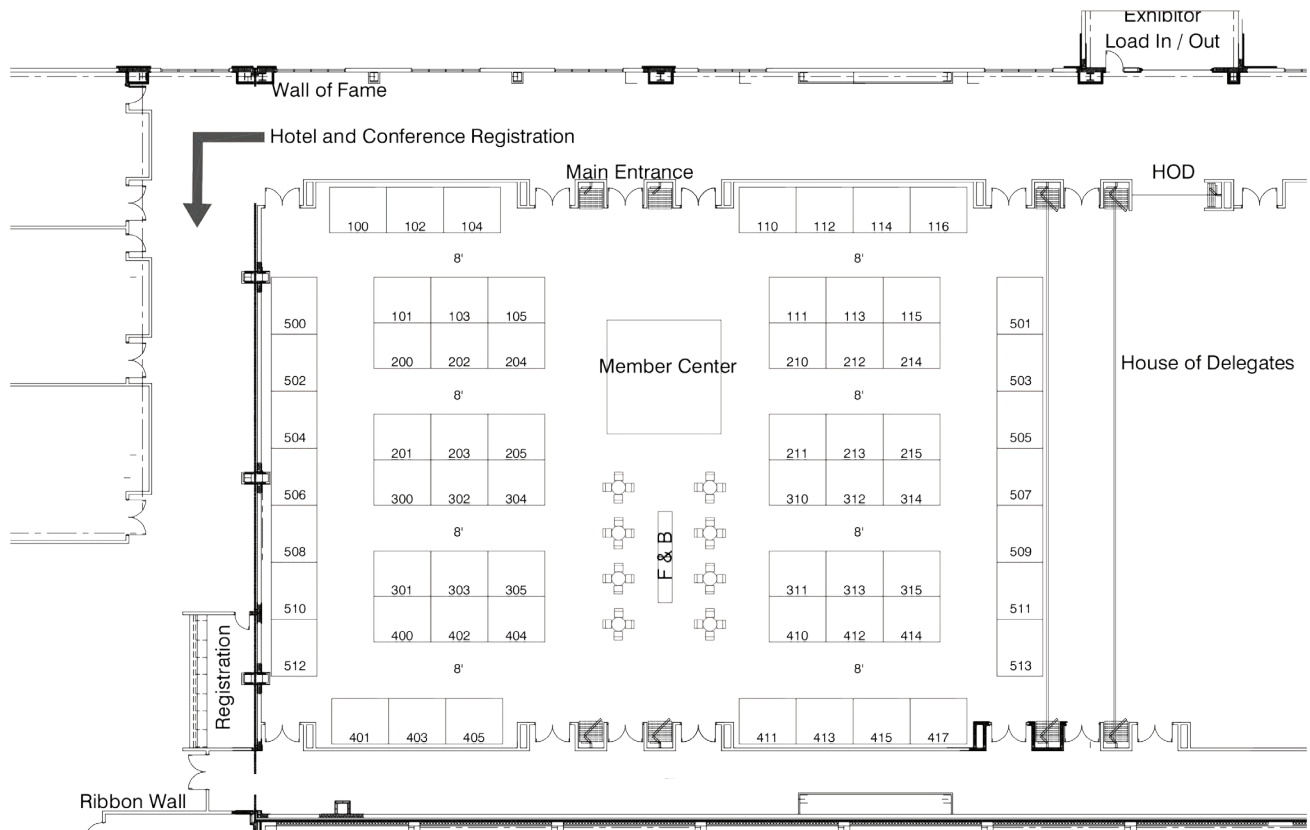 Exhibitor
Load In / Out
Wall of Fame
Hotel and Conference Registration
Main Entrance
HOD
100 102 104
110 112 114 116
8'
8'
500
101 103 105
111 113 115
501
200 202 204
210 212 214
Member Center
House of Delegates
502
503
8'
8'
504
201 203 205
211 213 215
505
506
300 302 304
310 312 314
507
8'
8'
F & B
508
509
301 303 305
311 313 315
510
511
400 402 404
410 412 414
512
513
8'
8'
Registration
401 403 405
411 413 415 417
Ribbon Wall